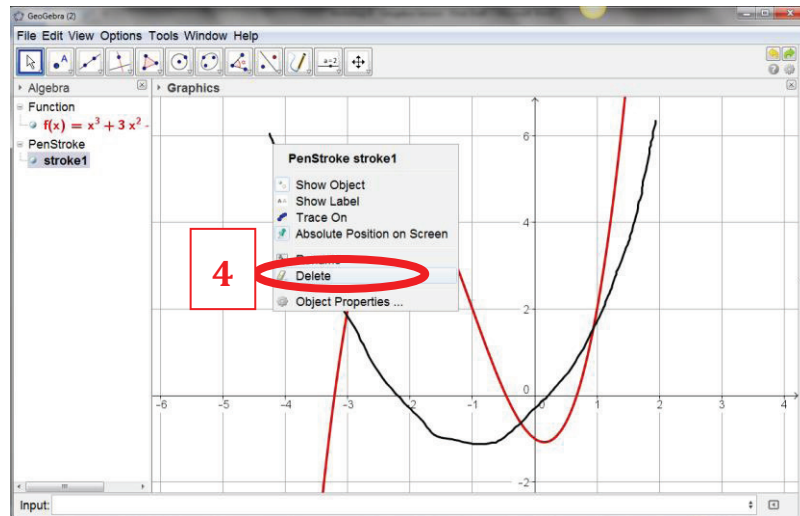 GeoGebra (2)
File Edit View Options Tools Window Help
A
a=2
Algebra
Graphics
Function
f(x) = x³ + 3 x² -
PenStroke
stroke1
PenStroke stroke1
Show Object
AA Show Label
Trace On
Absolute Position on Screen
Delete
Object Properties ...
4
6
4
2
0
-2
-6 -5 -4 -3 -2 -1 0 1 2 3 4
Input: